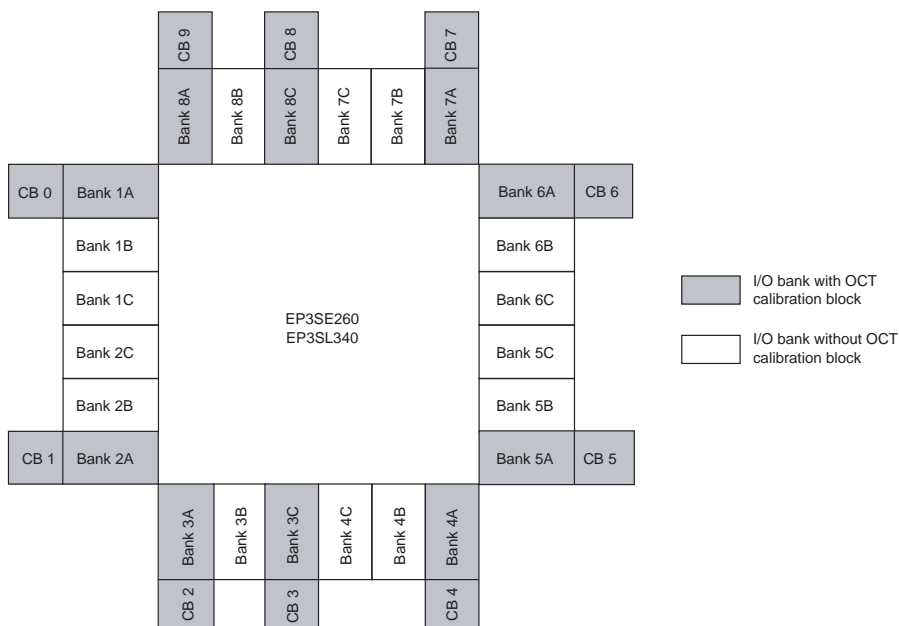 CB 9
CB 8
CB 7
Bank 8A
Bank 8B
Bank 8C
Bank 7C
Bank 7B
Bank 7A
CB 0
Bank 1A
Bank 6A
CB 6
Bank 1B
Bank 6B
Bank 1C
Bank 6C
EP3SE260
EP3SL340
Bank 2C
Bank 5C
Bank 2B
Bank 5B
CB 1
Bank 2A
Bank 5A
CB 5
Bank 3A
Bank 3B
Bank 3C
Bank 4C
Bank 4B
Bank 4A
CB 2
CB 3
CB 4
I/O bank with OCT
calibration block
I/O bank without OCT
calibration block